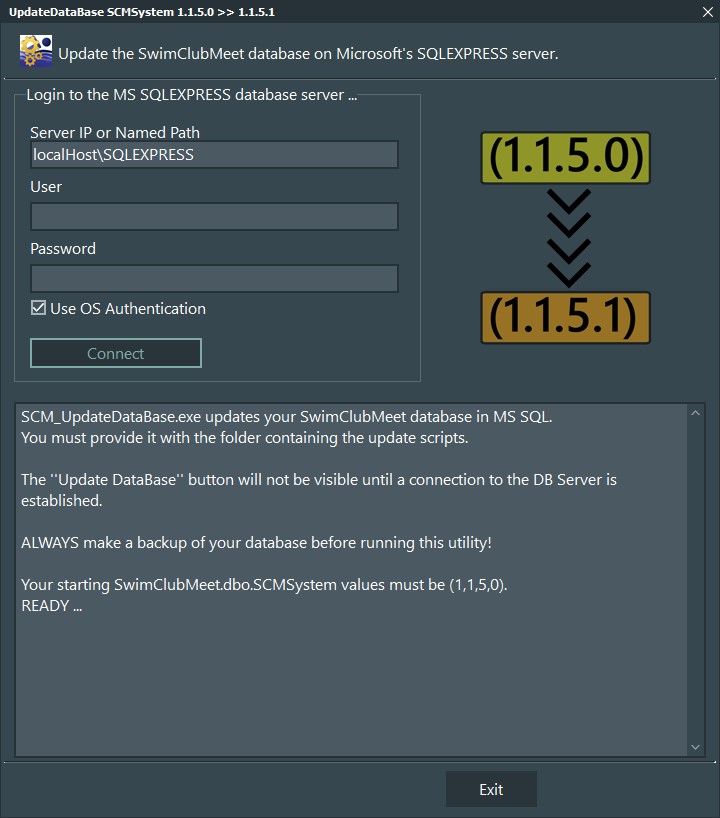 UpdateDataBase SCMSystem 1.1.5.0 >> 1.1.5.1
Update the SwimClubMeet database on Microsoft's SQLEXPRESS server.
Login to the MS SQLEXPRESS database server ...
Server IP or Named Path
localHost\SQLEXPRESS
User
Password
Use OS Authentication
Connect
(1.1.5.0)
(1.1.5.1)
SCM_UpdateDataBase.exe updates your SwimClubMeet database in MS SQL.
You must provide it with the folder containing the update scripts.
The ''Update DataBase'' button will not be visible until a connection to the DB Server is
established.
ALWAYS make a backup of your database before running this utility!
Your starting SwimClubMeet.dbo.SCMSystem values must be (1,1,5,0).
READY ...
Exit